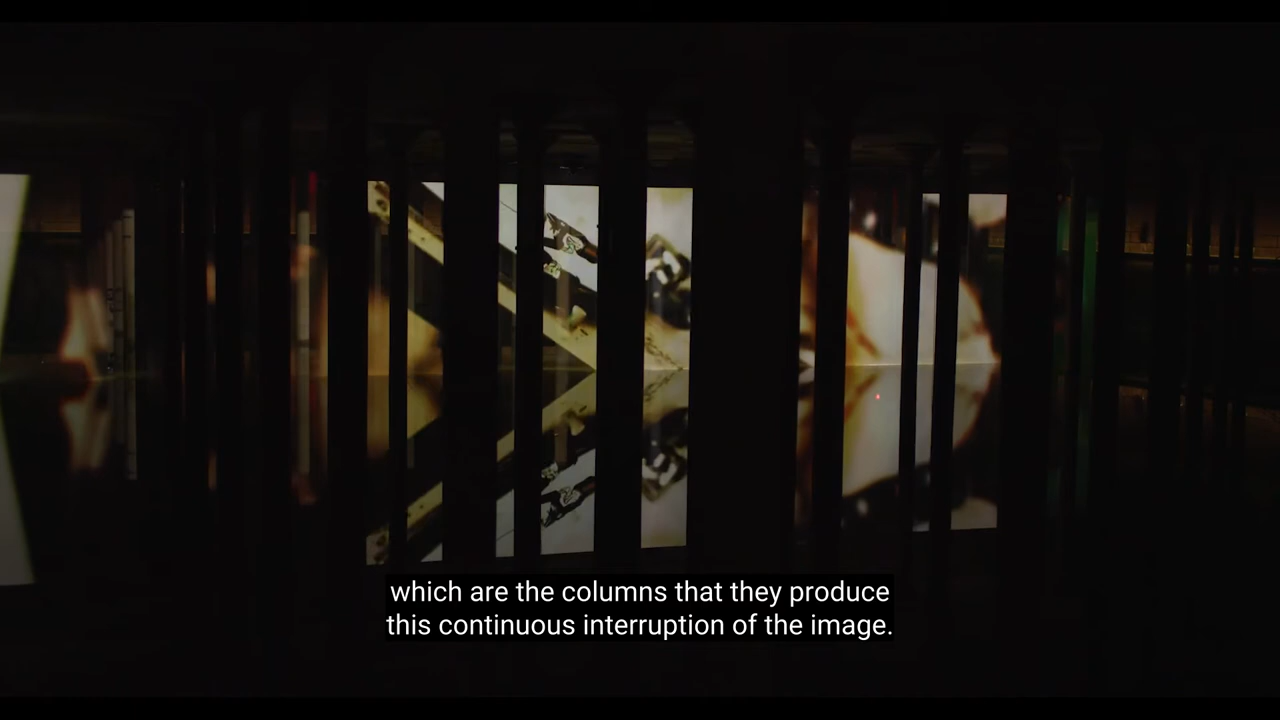 which are the columns that they produce
this continuous interruption of the image.